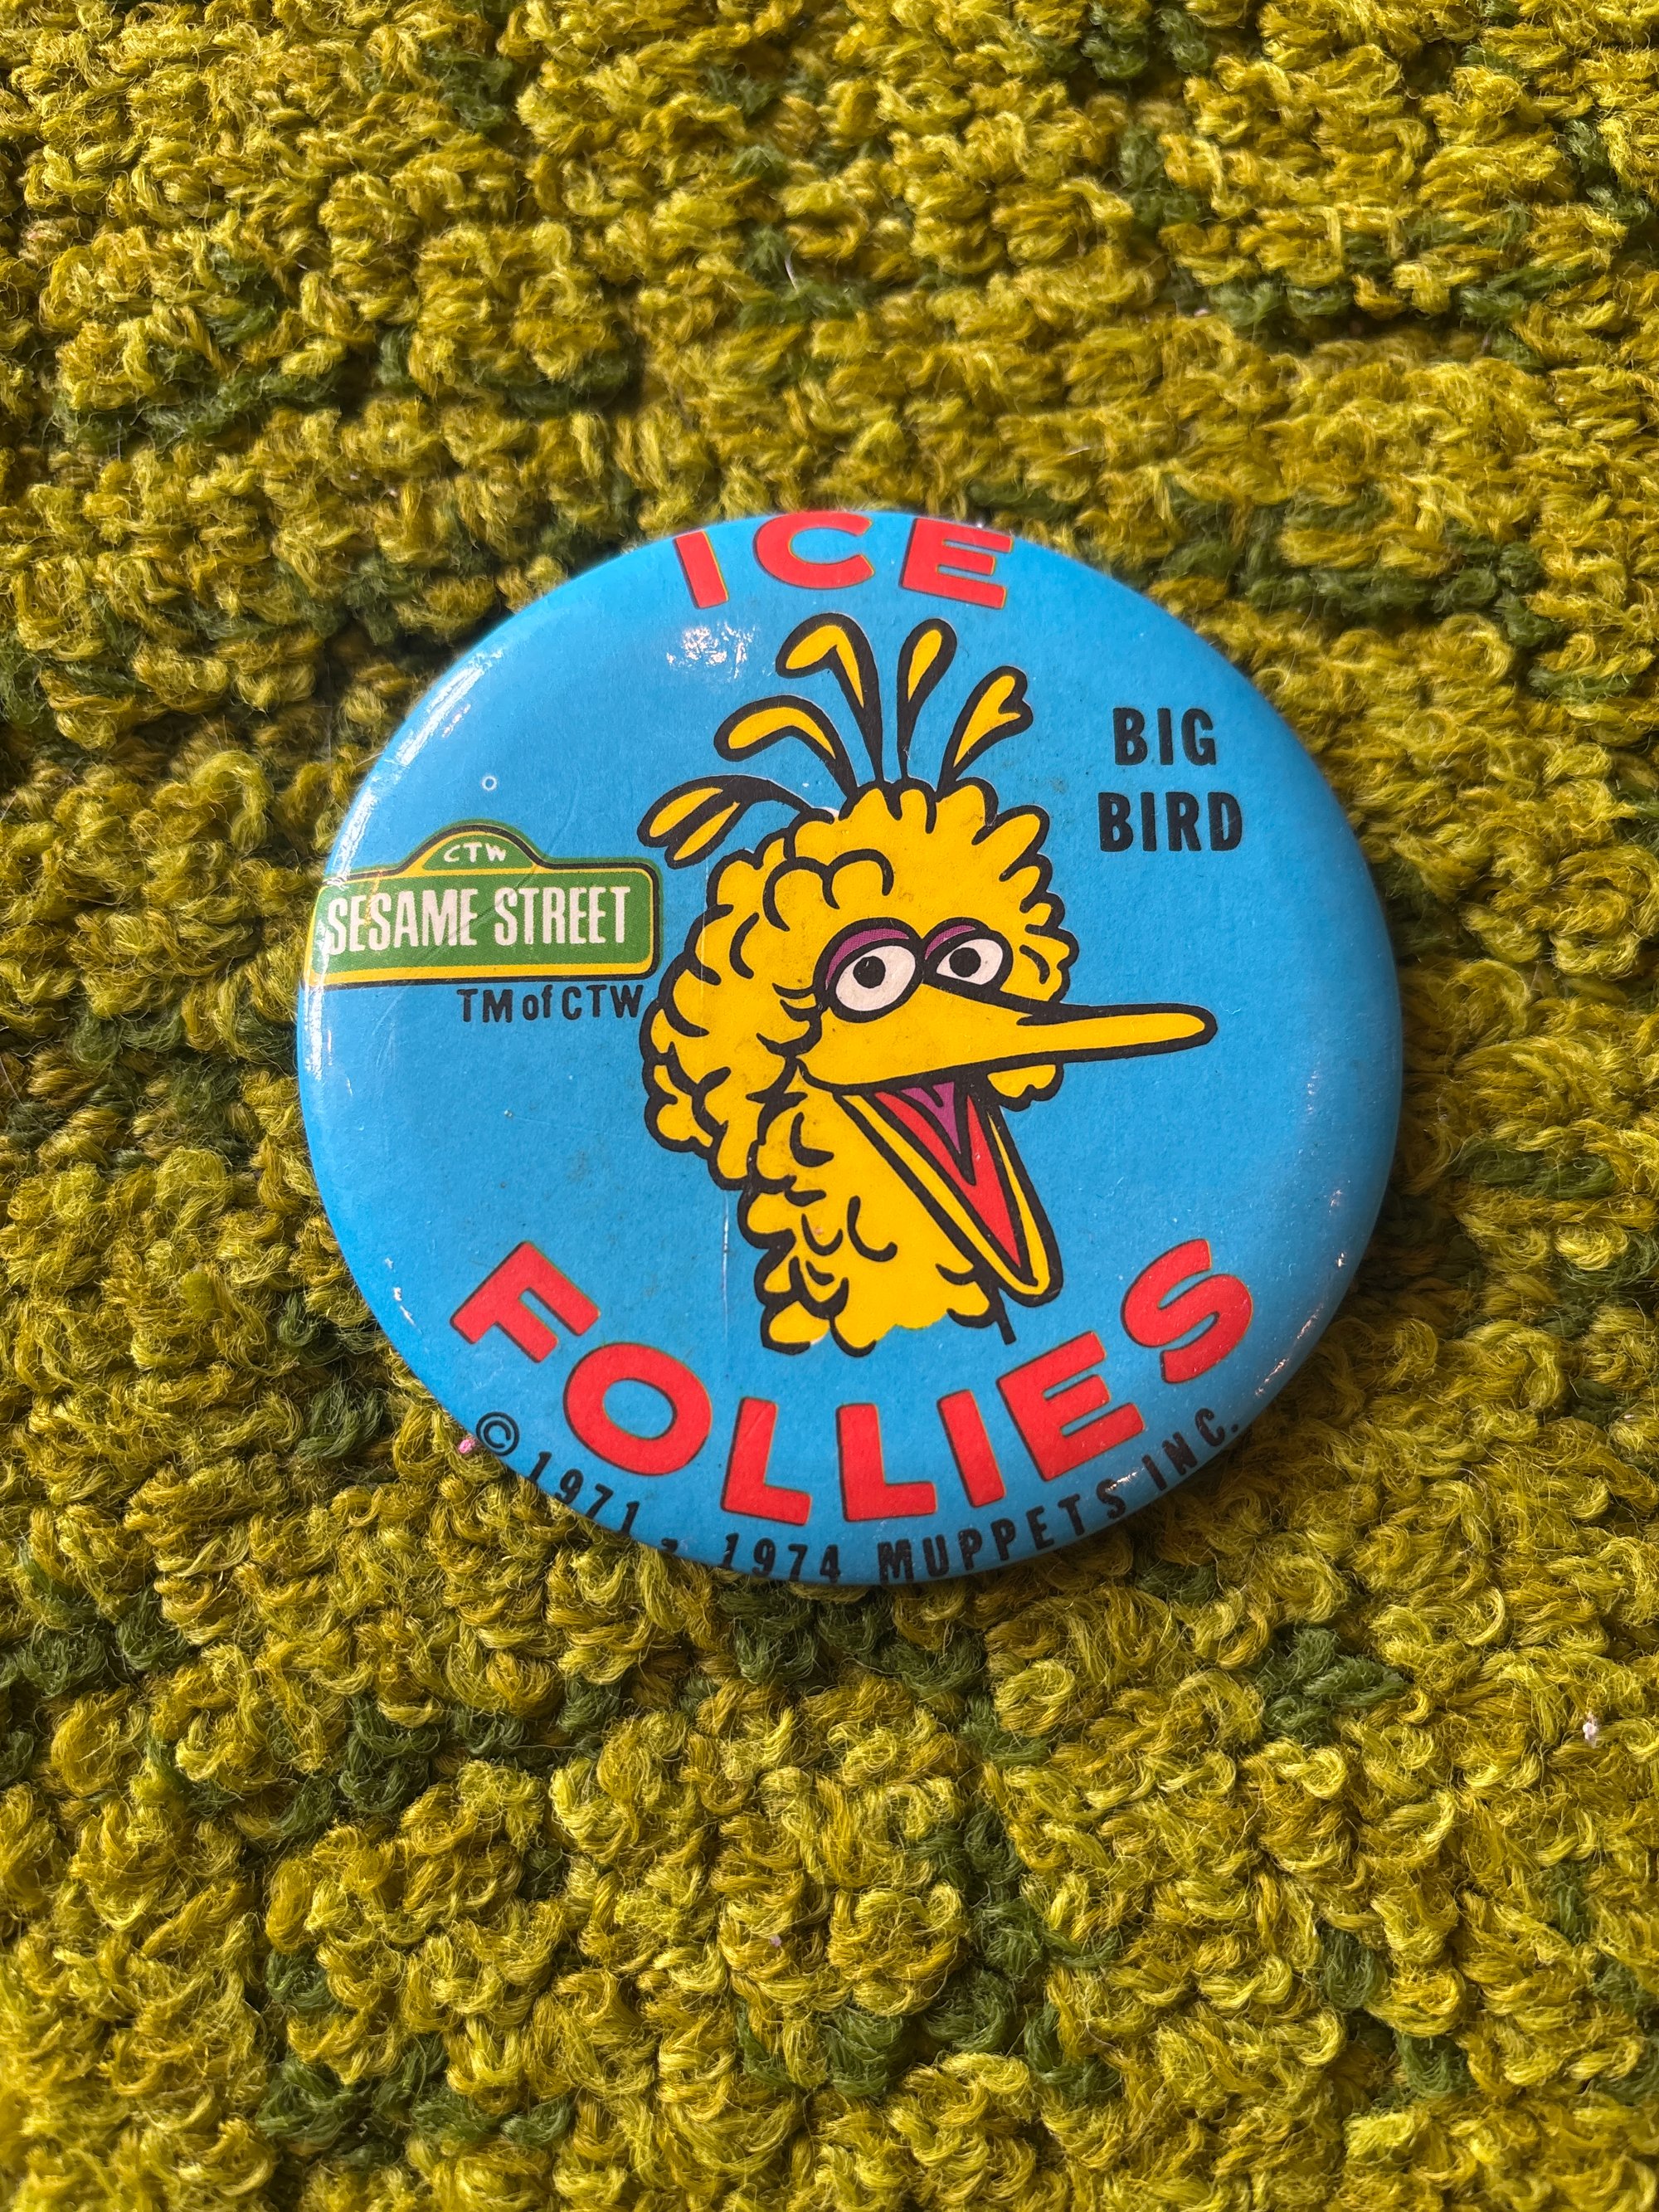 ICE
BIG
BIRD
CTW
SESAME STREET
TM of CTW
FOLLIES
© 1971 - 1974 MUPPETS INC.